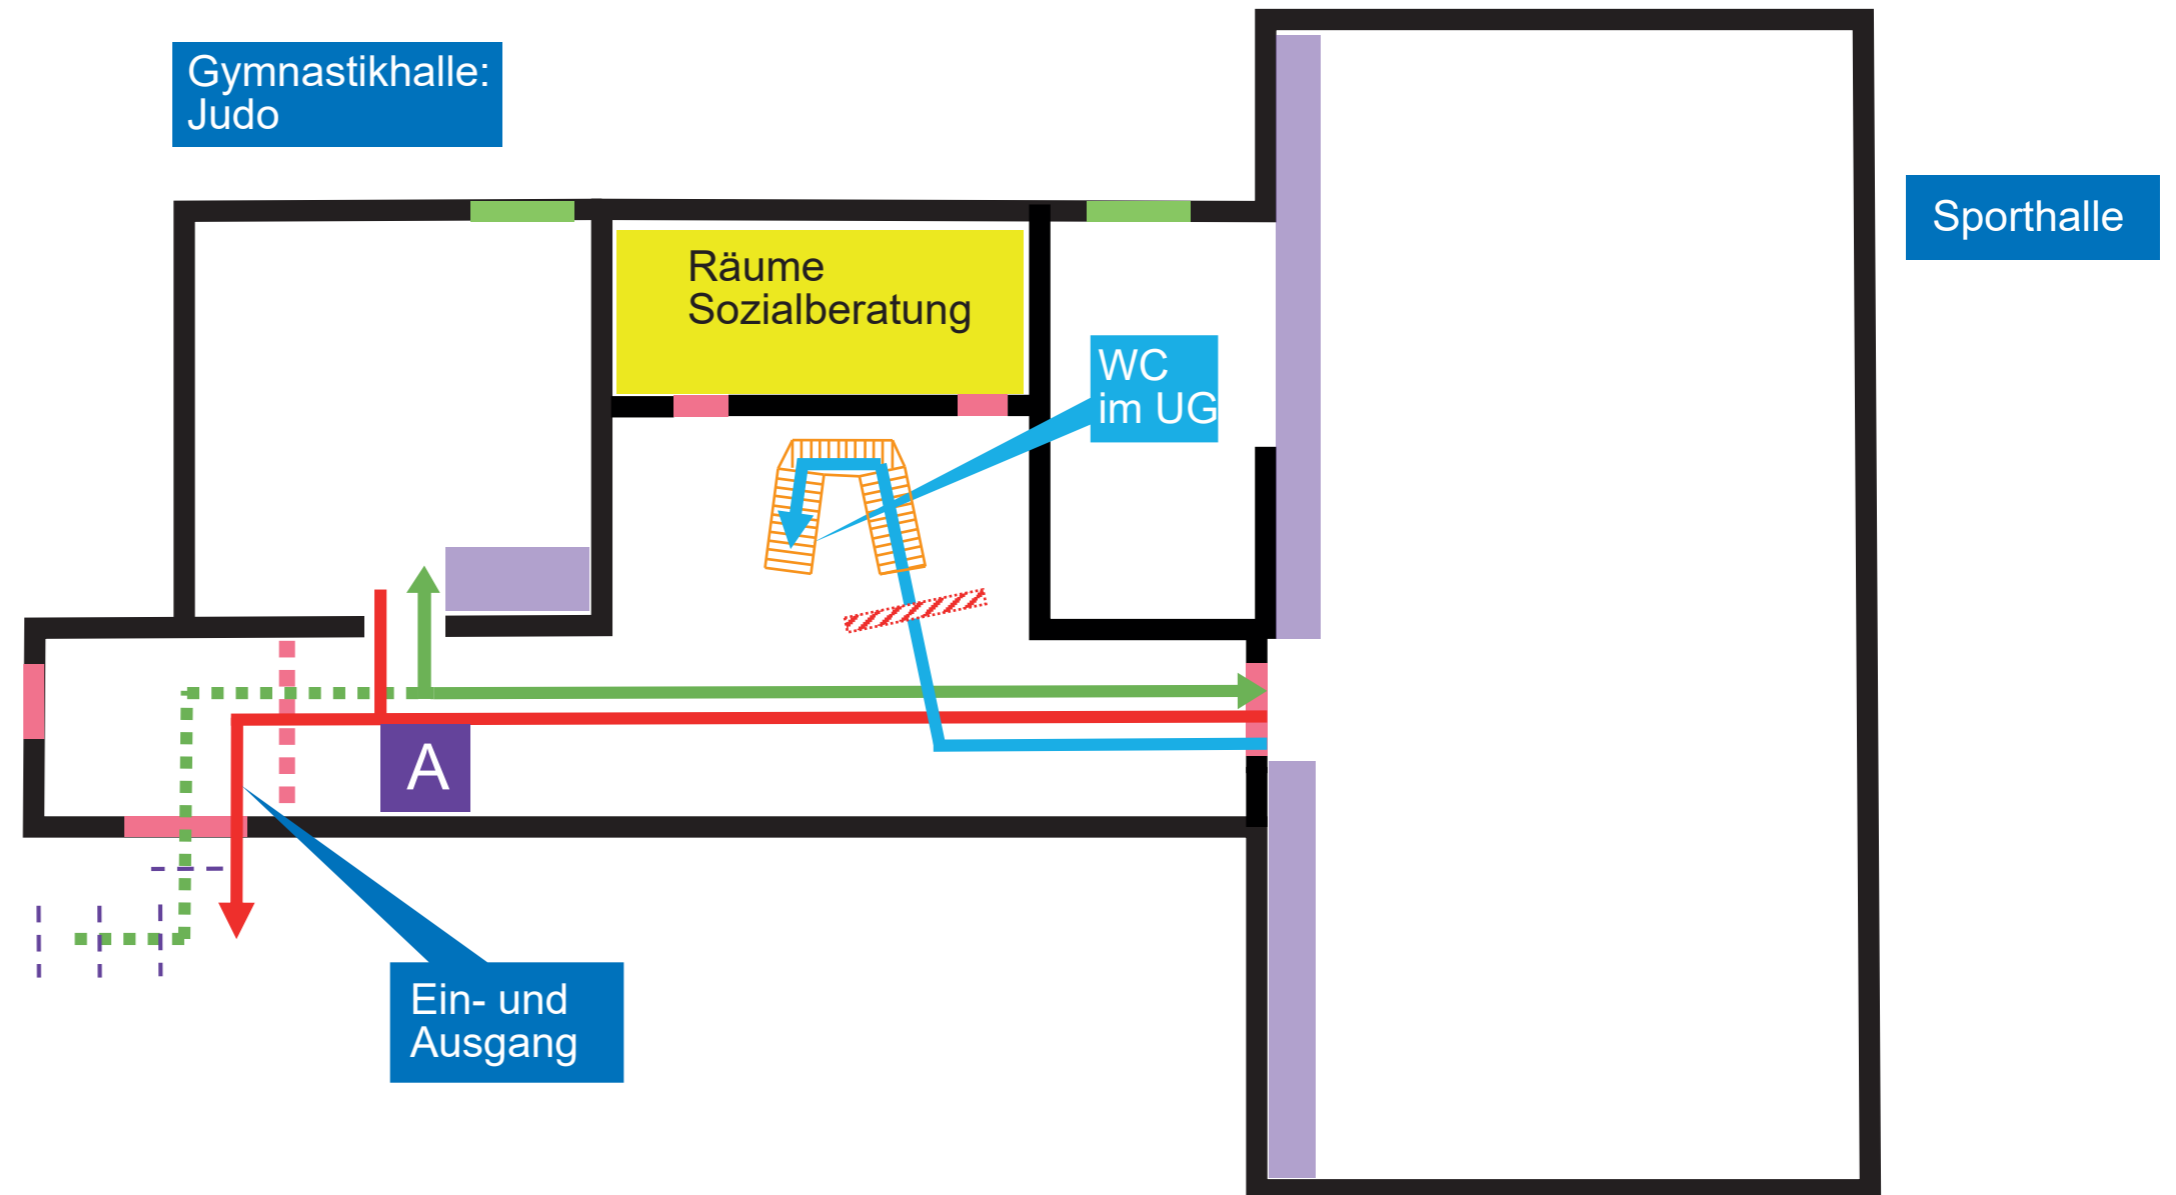 Gymnastikhalle:
Judo
Sporthalle
Räume
Sozialberatung
WC
im UG
A
Ein- und
Ausgang